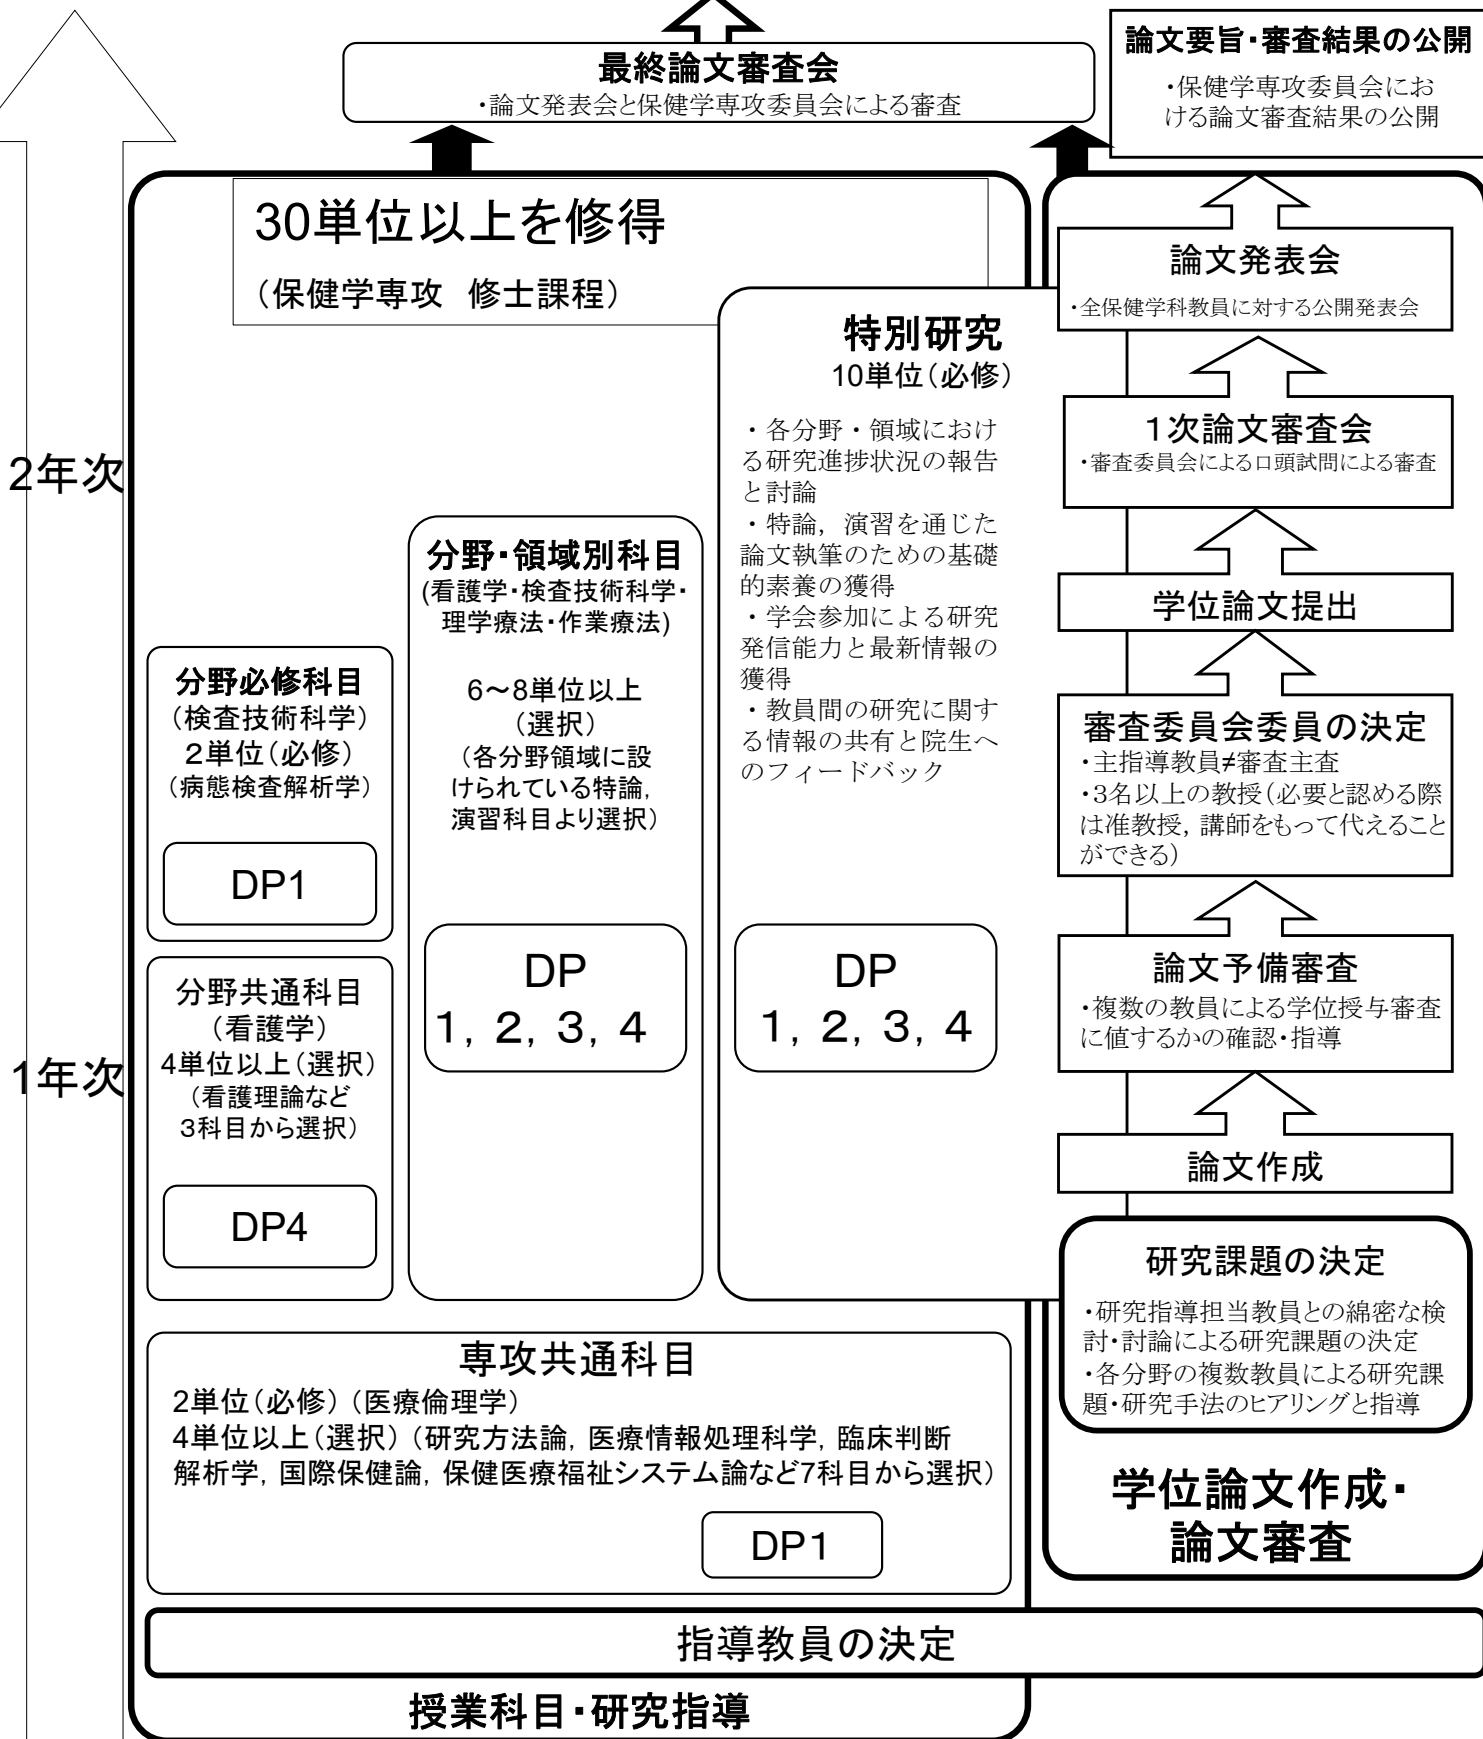 最終論文審査会
・論文発表会と保健学専攻委員会による審査
論文要旨・審査結果の公開
・保健学専攻委員会にお
ける論文審査結果の公開
30単位以上を修得
（保健学専攻　修士課程）
2年次
1年次
分野必修科目
（検査技術科学）
2単位（必修）
（病態検査解析学）
DP1
分野共通科目
（看護学）
4単位以上（選択）
（看護理論など
3科目から選択）
DP4
分野・領域別科目
(看護学・検査技術科学・
理学療法・作業療法)
6～8単位以上
（選択）
（各分野領域に設
けられている特論，
演習科目より選択）
DP
1，2，3，4
特別研究
10単位（必修）
・各分野・領域におけ
る研究進捗状況の報告
と討論
・特論，演習を通じた
論文執筆のための基礎
的素養の獲得
・学会参加による研究
発信能力と最新情報の
獲得
・教員間の研究に関す
る情報の共有と院生へ
のフィードバック
DP
1，2，3，4
専攻共通科目
2単位（必修）（医療倫理学）
4単位以上（選択）（研究方法論，医療情報処理科学，臨床判断
解析学，国際保健論，保健医療福祉システム論など7科目から選択）
DP1
論文発表会
・全保健学科教員に対する公開発表会
1次論文審査会
・審査委員会による口頭試問による審査
学位論文提出
審査委員会委員の決定
・主指導教員≠審査主査
・3名以上の教授（必要と認める際
は准教授，講師をもって代えること
ができる）
論文予備審査
・複数の教員による学位授与審査
に値するかの確認・指導
論文作成
研究課題の決定
・研究指導担当教員との綿密な検
討・討論による研究課題の決定
・各分野の複数教員による研究課
題・研究手法のヒアリングと指導
学位論文作成・
論文審査
指導教員の決定
授業科目・研究指導